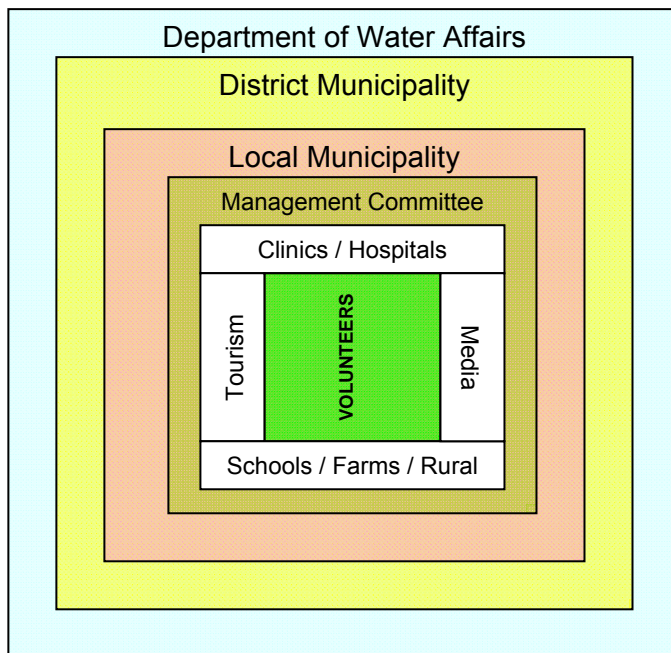 Department of Water Affairs
District Municipality
Local Municipality
Management Committee
Clinics / Hospitals
Tourism
VOLUNTEERS
Media
Schools / Farms / Rural